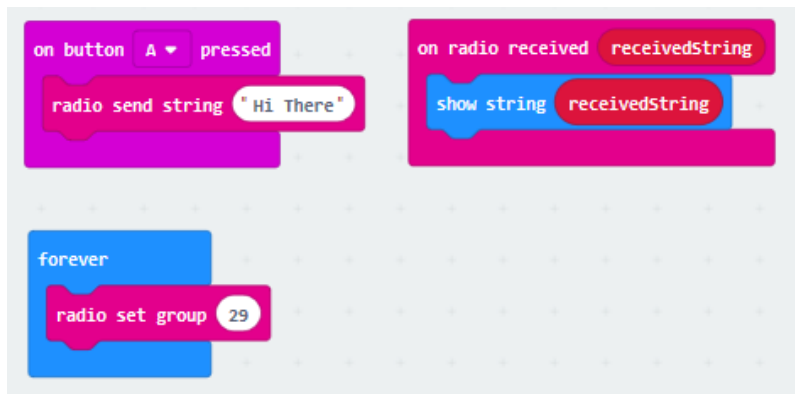 on button A pressed
radio send string "Hi There"
on radio received receivedString
show string receivedString
forever
radio set group 29